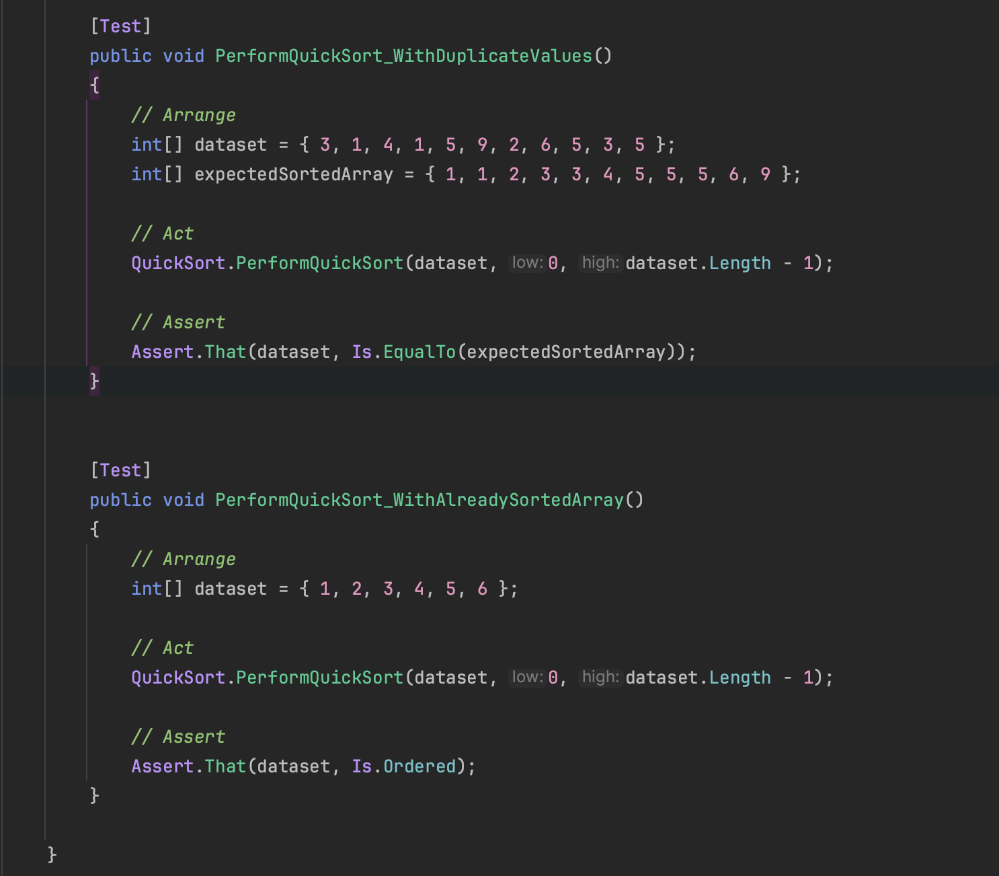 [Test]
public void PerformQuickSort_WithDuplicateValues()
{
// Arrange
int[] dataset = { 3, 1, 4, 1, 5, 9, 2, 6, 5, 3, 5 };
int[] expectedSortedArray = { 1, 1, 2, 3, 3, 4, 5, 5, 5, 6, 9 };
// Act
QuickSort.PerformQuickSort(dataset, low: 0, high: dataset.Length - 1);
// Assert
Assert.That(dataset, Is.EqualTo(expectedSortedArray));
}
[Test]
public void PerformQuickSort_WithAlreadySortedArray()
{
// Arrange
int[] dataset = { 1, 2, 3, 4, 5, 6 };
// Act
QuickSort.PerformQuickSort(dataset, low: 0, high: dataset.Length - 1);
// Assert
Assert.That(dataset, Is.Ordered);
}
}